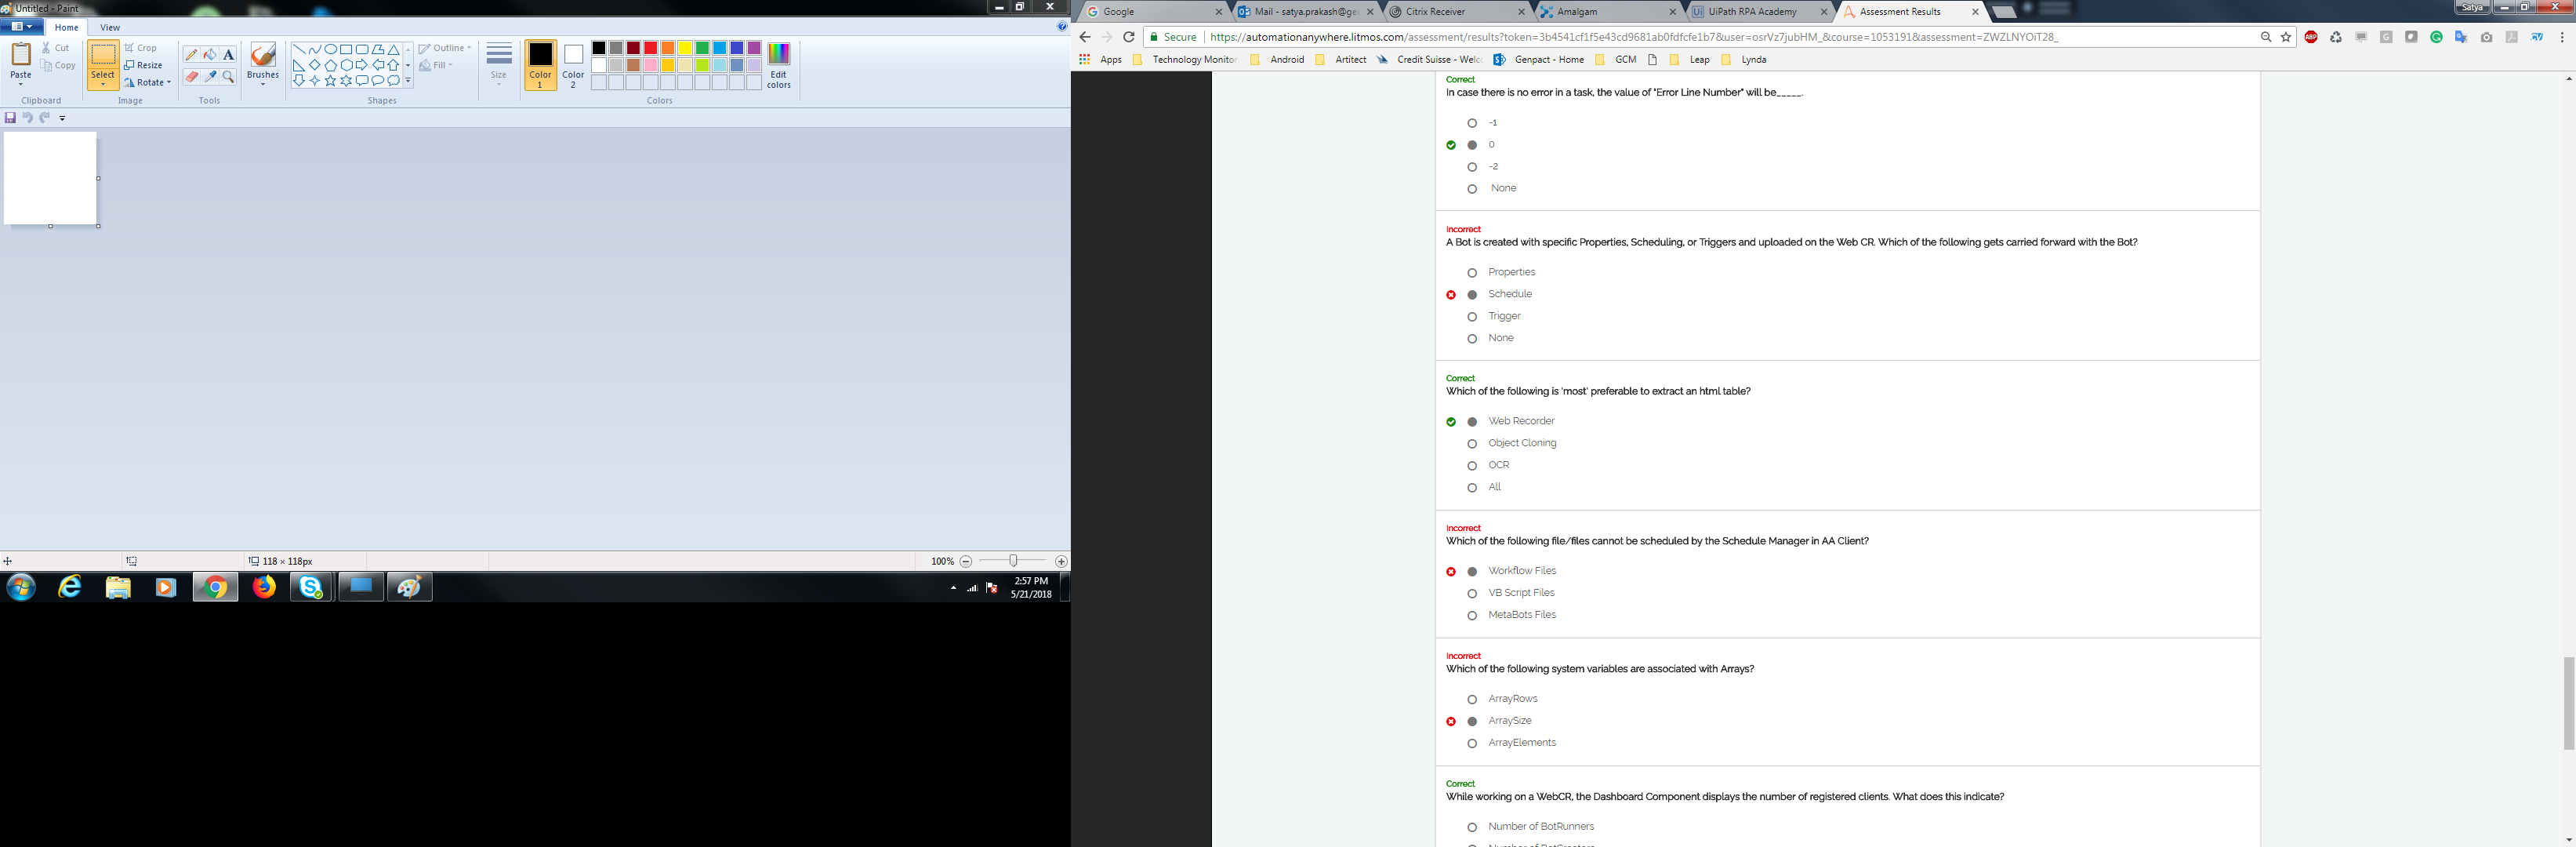 Untitled - Paint
Home
View
Paste
Cut
Copy
Clipboard
Select
Crop
Resize
Rotate
Image
Tools
Brushes
Shapes
Outline
Fill
Size
Color 1
Color 2
Edit colors
Colors
118 × 118px
100%
2:57 PM
5/21/2018
Google
Mail - satya.prakash@ge
Citrix Receiver
Amalgam
UiPath RPA Academy
Assessment Results
Satya
Secure
https://automationanywhere.litmos.com/assessment/results?token=3b4541cf1f5e43cd9681ab0fdfcfe1b7&user=osrVz7jubHM_&course=1053191&assessment=ZWZLNYOiT28_
Apps
Technology Monitor
Android
Artitect
Credit Suisse - Welc
Genpact - Home
GCM
Leap
Lynda
Correct
In case there is no error in a task, the value of "Error Line Number" will be_____.
-1
0
-2
None
Incorrect
A Bot is created with specific Properties, Scheduling, or Triggers and uploaded on the Web CR. Which of the following gets carried forward with the Bot?
Properties
Schedule
Trigger
None
Correct
Which of the following is 'most' preferable to extract an html table?
Web Recorder
Object Cloning
OCR
All
Incorrect
Which of the following file/files cannot be scheduled by the Schedule Manager in AA Client?
Workflow Files
VB Script Files
MetaBots Files
Incorrect
Which of the following system variables are associated with Arrays?
ArrayRows
ArraySize
ArrayElements
Correct
While working on a WebCR, the Dashboard Component displays the number of registered clients. What does this indicate?
Number of BotRunners